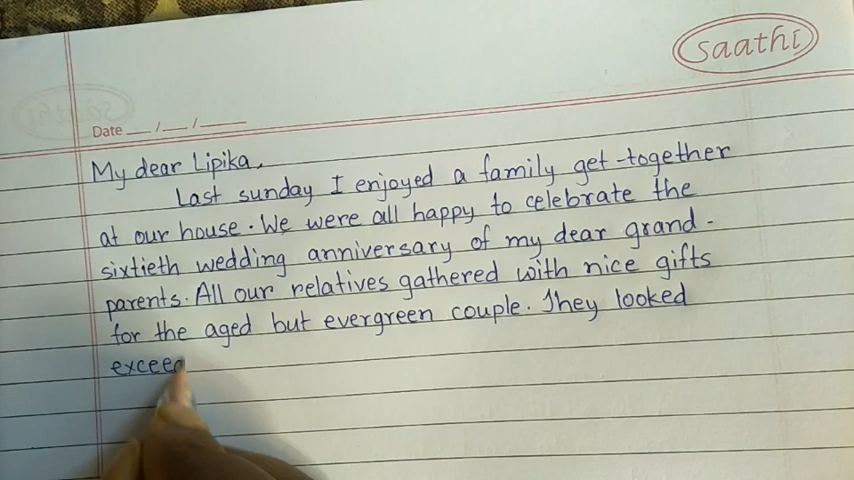 Saathi
Date __/__/____
My dear Lipika,
Last sunday I enjoyed a family get-together
at our house. We were all happy to celebrate the
sixtieth wedding anniversary of my dear grand-
parents. All our relatives gathered with nice gifts
for the aged but evergreen couple. They looked
exceed